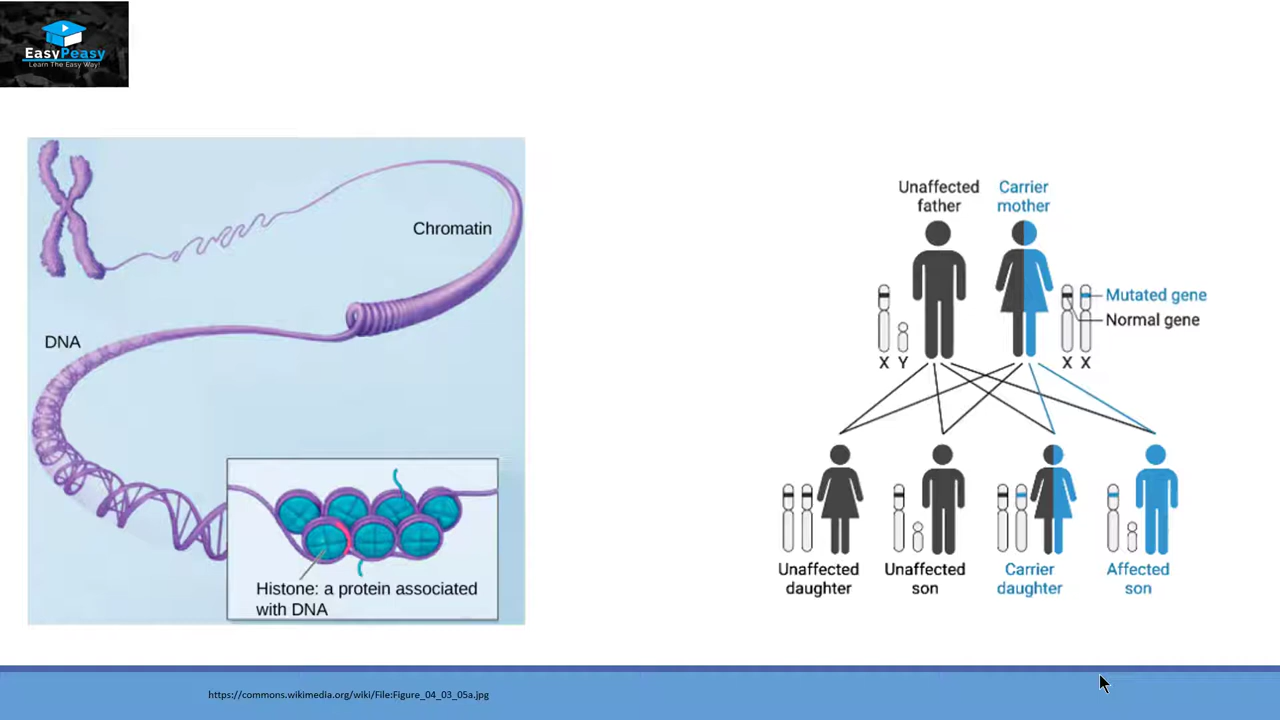 EasyPeasy
Learn The Easy Way!
Chromatin
DNA
Histone: a protein associated
with DNA
Unaffected
father
Carrier
mother
Mutated gene
Normal gene
X Y
X X
Unaffected
daughter
Unaffected
son
Carrier
daughter
Affected
son
https://commons.wikimedia.org/wiki/File:Figure_04_03_05a.jpg